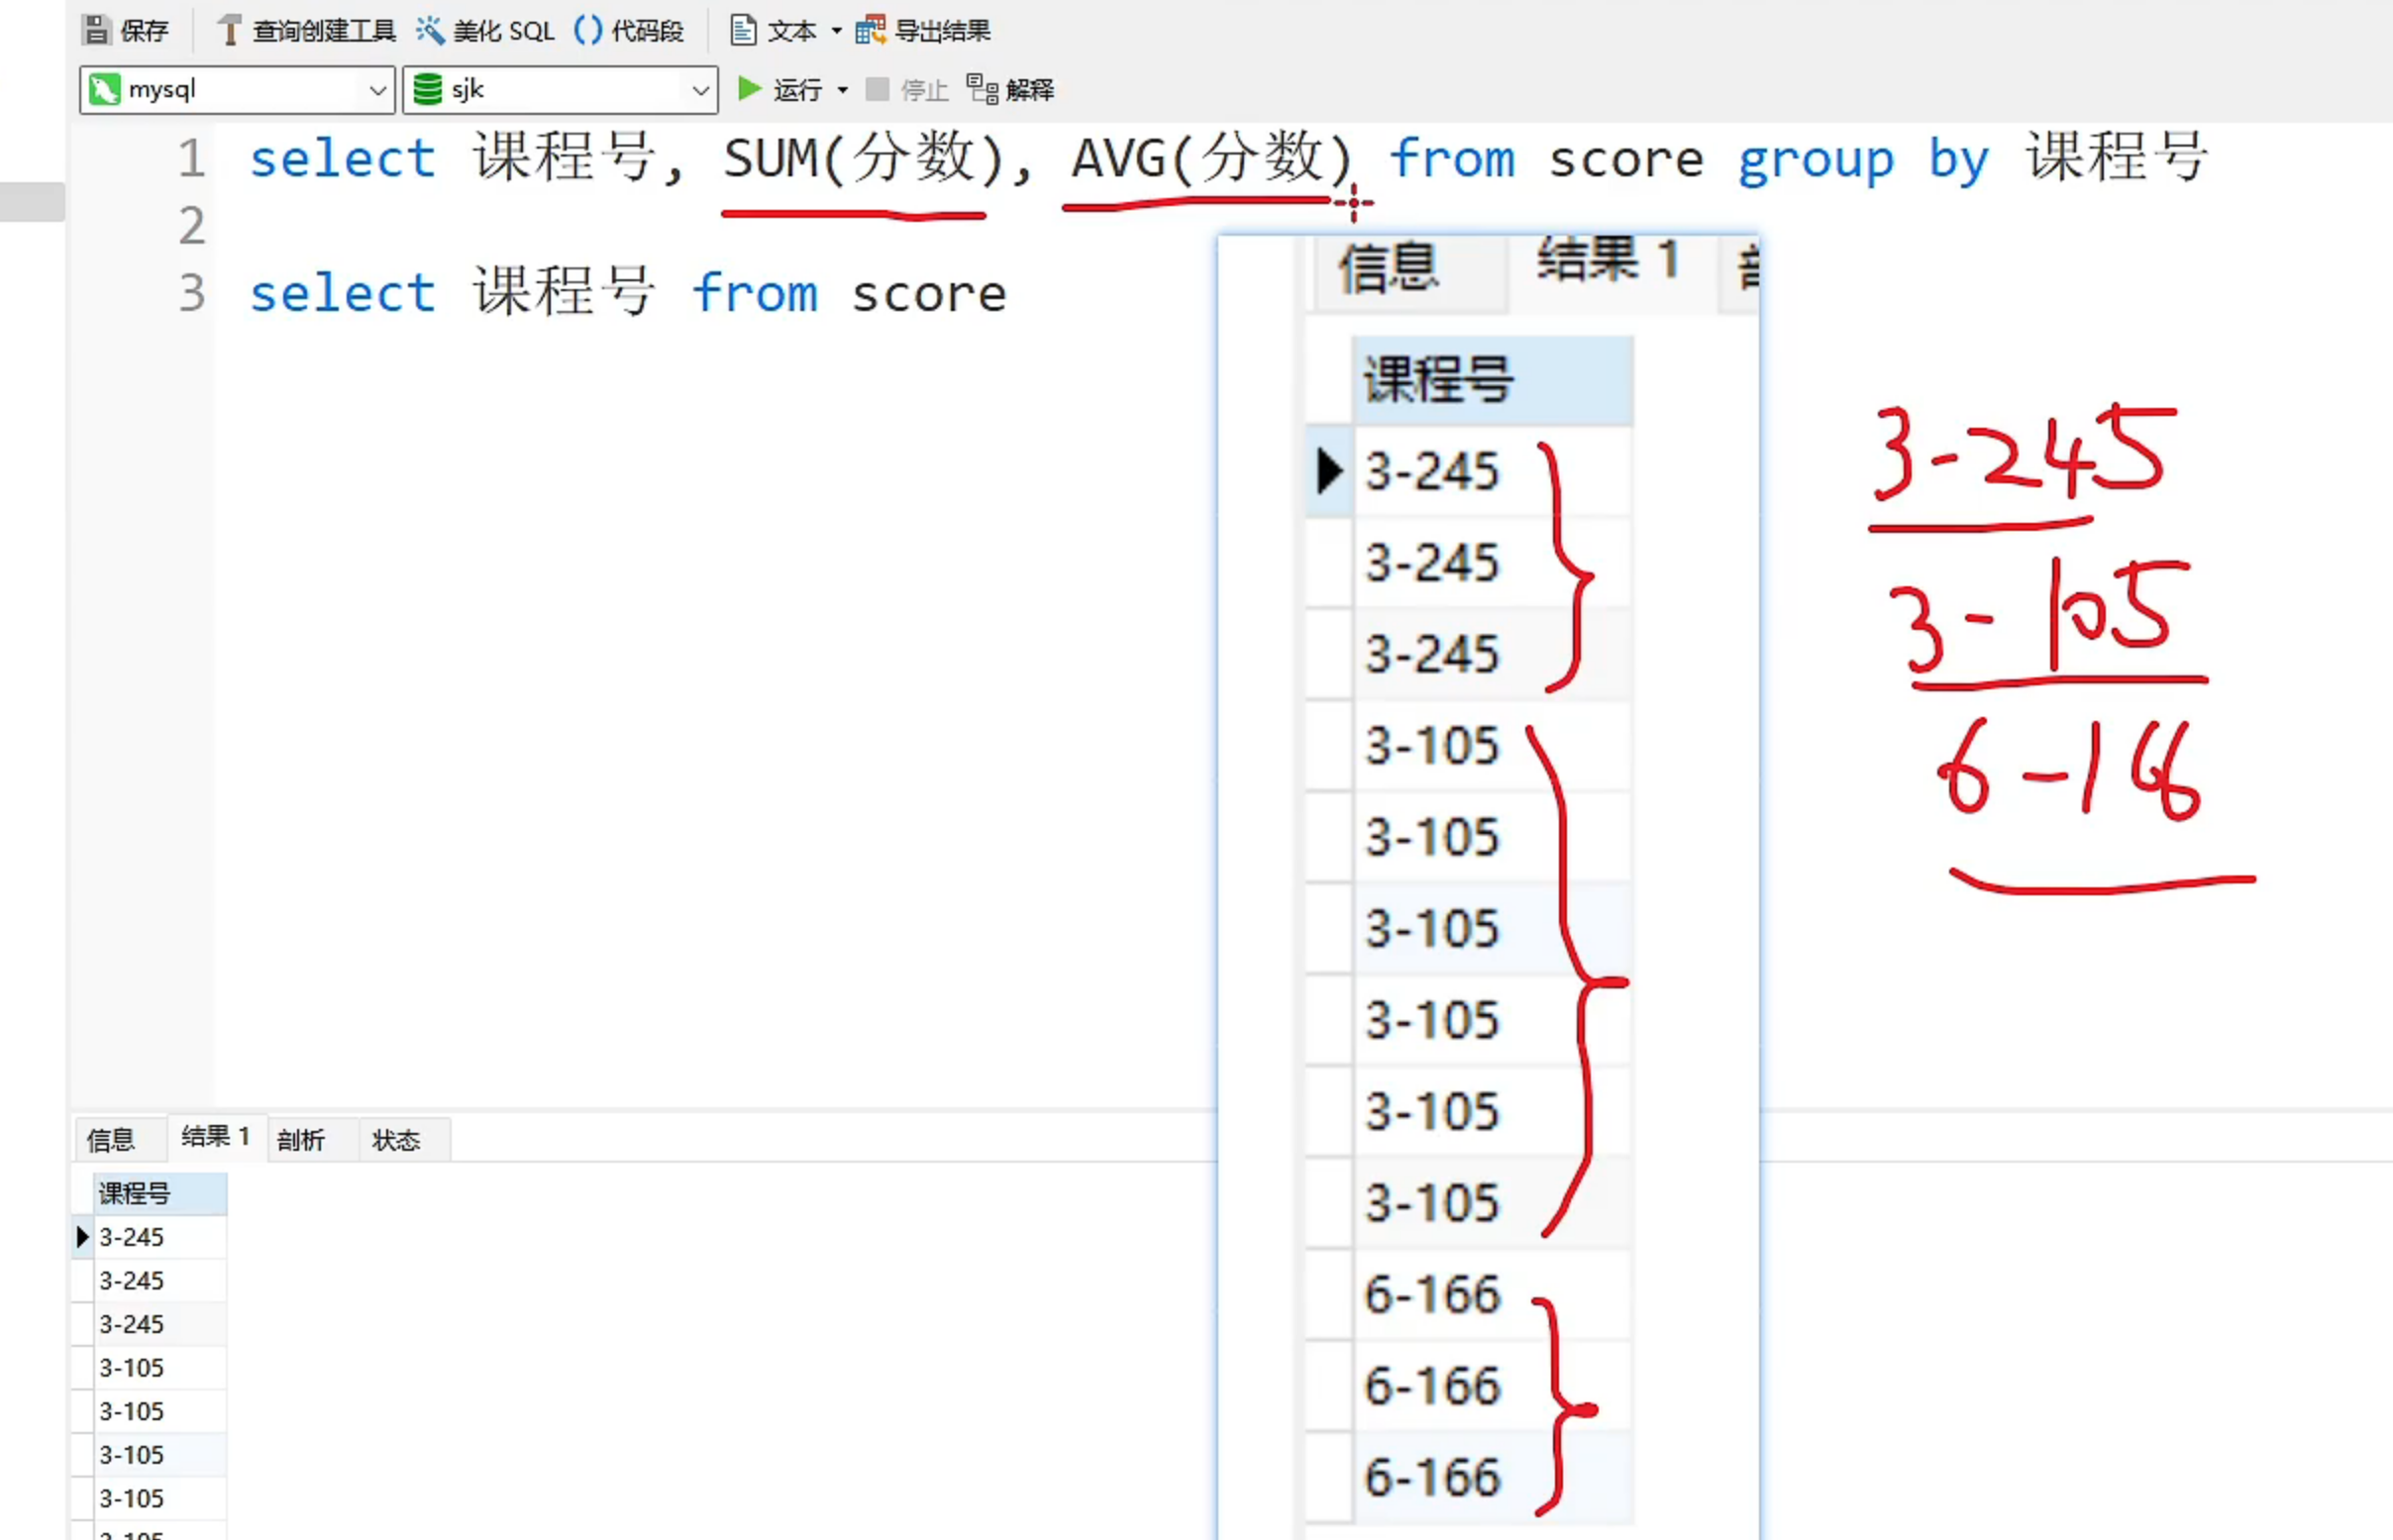 保存 查询创建工具 美化 SQL 代码段 文本 导出结果
mysql sjk 运行 停止 解释
1 select 课程号, SUM(分数), AVG(分数) from score group by 课程号
2
3 select 课程号 from score
信息 结果 1
课程号
3-245
3-245
3-245
3-105
3-105
3-105
3-105
3-105
3-105
6-166
6-166
6-166
3-245
3-105
6-166
信息 结果 1 剖析 状态
课程号
3-245
3-245
3-245
3-105
3-105
3-105
3-105